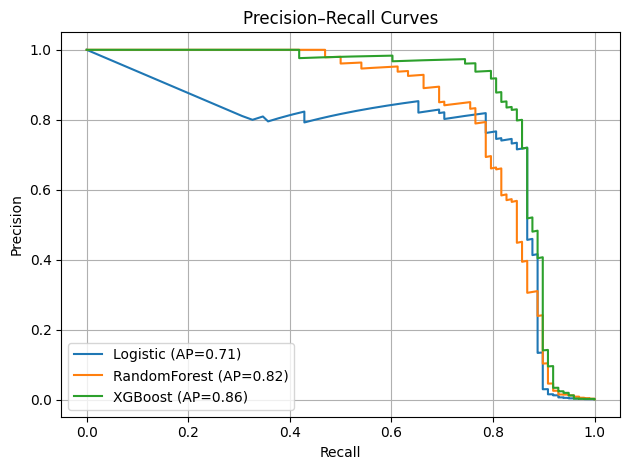 Precision–Recall Curves
Precision
1.0
0.8
0.6
0.4
0.2
0.0
Logistic (AP=0.71)
RandomForest (AP=0.82)
XGBoost (AP=0.86)
0.0 0.2 0.4 0.6 0.8 1.0
Recall